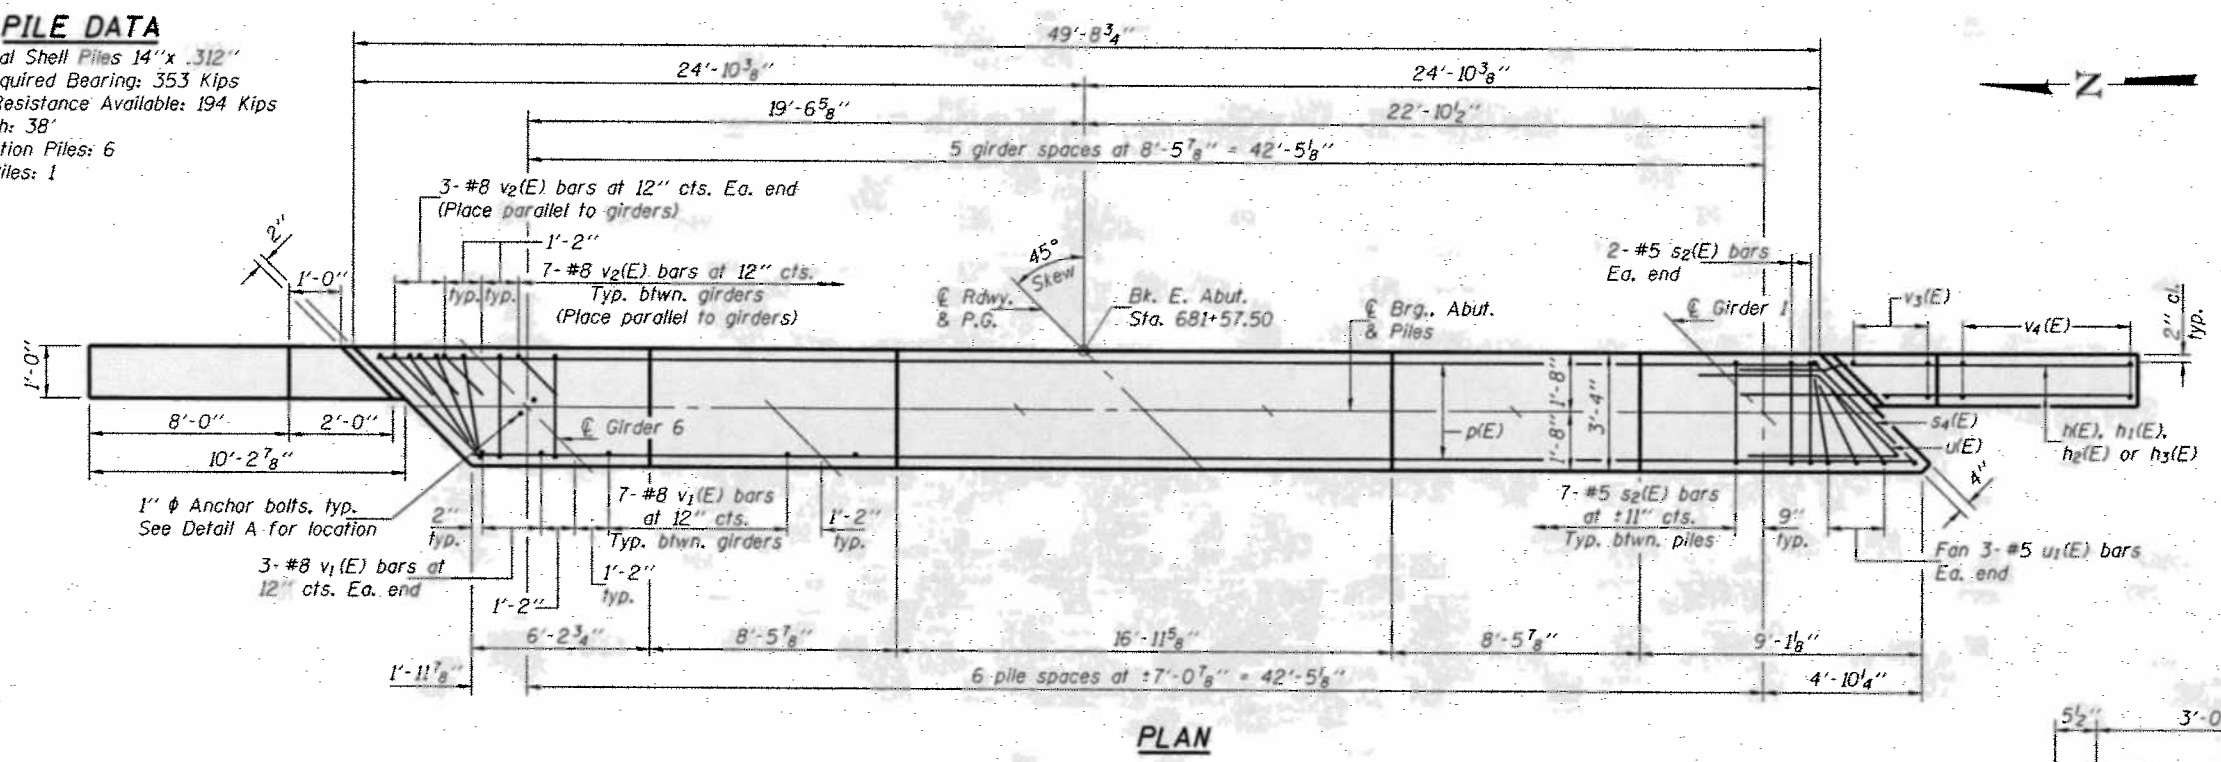 PILE DATA
al Shell Piles 14"x .312"
quired Bearing: 353 Kips
Resistance Available: 194 Kips
h: 38'
tion Piles: 6
iles: 1
49'-8¾"
24'-10⅜"
24'-10⅜"
N
19'-6⅝"
22'-10½"
5 girder spaces at 8'-5⅞" = 42'-5⅛"
3- #8 v₂(E) bars at 12" cts. Ea. end
(Place parallel to girders)
2"
1'-0"
1'-2"
typ. typ.
7- #8 v₂(E) bars at 12" cts.
Typ. btwn. girders
(Place parallel to girders)
45°
Skew
℄ Rdwy.
& P.G.
Bk. E. Abut.
Sta. 681+57.50
℄ Brg., Abut.
& Piles
2- #5 s₂(E) bars
Ea. end
℄ Girder 1
v₃(E)
v₄(E)
2" cl.
typ.
1'-0"
8'-0"
2'-0"
10'-2⅞"
℄ Girder 6
p(E)
1'-8"
1'-8"
3'-4"
s₄(E)
u(E)
h(E), h₁(E),
h₂(E) or h₃(E)
4"
1" ϕ Anchor bolts, typ.
See Detail A for location
2"
typ.
7- #8 v₁(E) bars
at 12" cts.
Typ. btwn. girders
1'-2"
typ.
7- #5 s₂(E) bars
at ±11" cts.
Typ. btwn. piles
9"
typ.
Fan 3- #5 u₁(E) bars
Ea. end
3- #8 v₁(E) bars at
12" cts. Ea. end
1'-2"
1'-2"
typ.
6'-2¾"
8'-5⅞"
16'-11⅝"
8'-5⅞"
9'-1⅛"
1'-11⅞"
6 pile spaces at ±7'-0⅞" = 42'-5⅛"
4'-10¼"
PLAN
5½"
3'-0